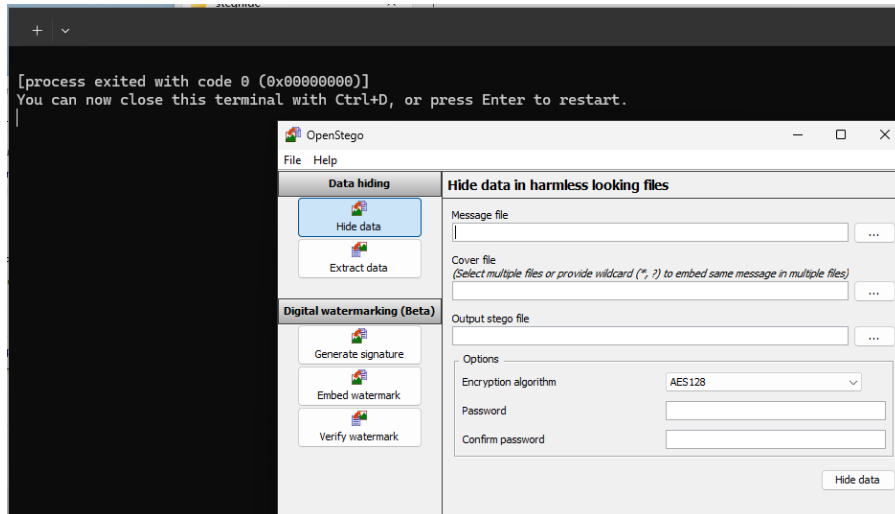 [process exited with code 0 (0x00000000)]
You can now close this terminal with Ctrl+D, or press Enter to restart.
OpenStego
File Help
Data hiding
Hide data
Extract data
Digital watermarking (Beta)
Generate signature
Embed watermark
Verify watermark
Hide data in harmless looking files
Message file
...
Cover file
(Select multiple files or provide wildcard (*, ?) to embed same message in multiple files)
...
Output stego file
...
Options
Encryption algorithm AES128
Password
Confirm password
Hide data